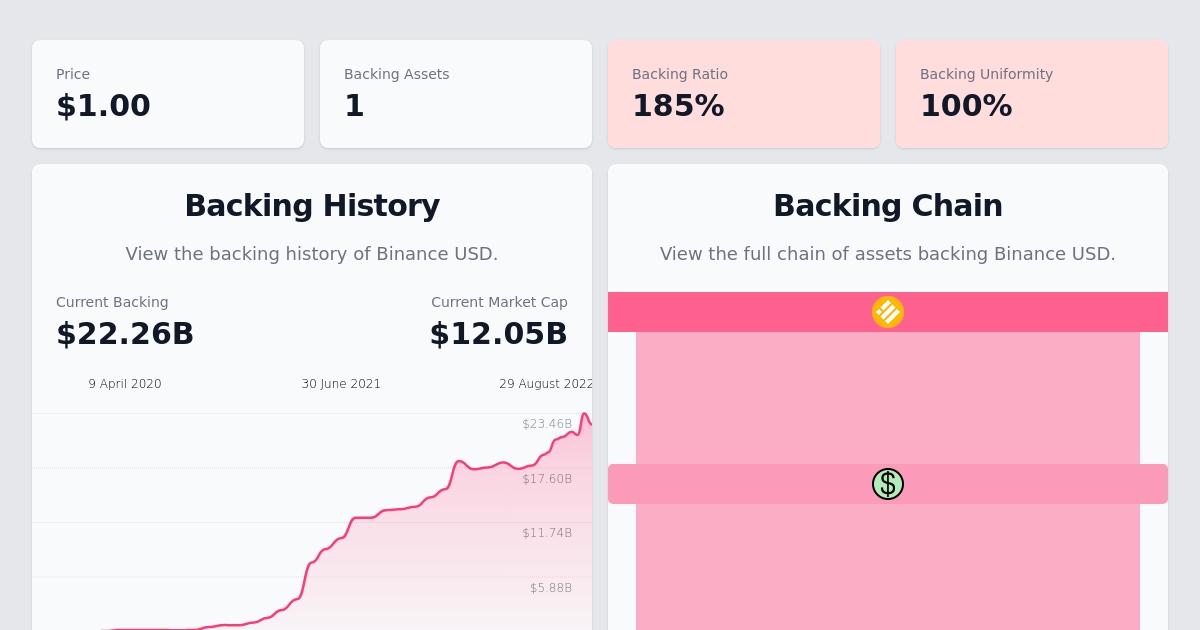 Price
$1.00
Backing Assets
1
Backing Ratio
185%
Backing Uniformity
100%
Backing History
View the backing history of Binance USD.
Current Backing
$22.26B
Current Market Cap
$12.05B
9 April 2020
30 June 2021
29 August 2022
$23.46B
$17.60B
$11.74B
$5.88B
Backing Chain
View the full chain of assets backing Binance USD.
$